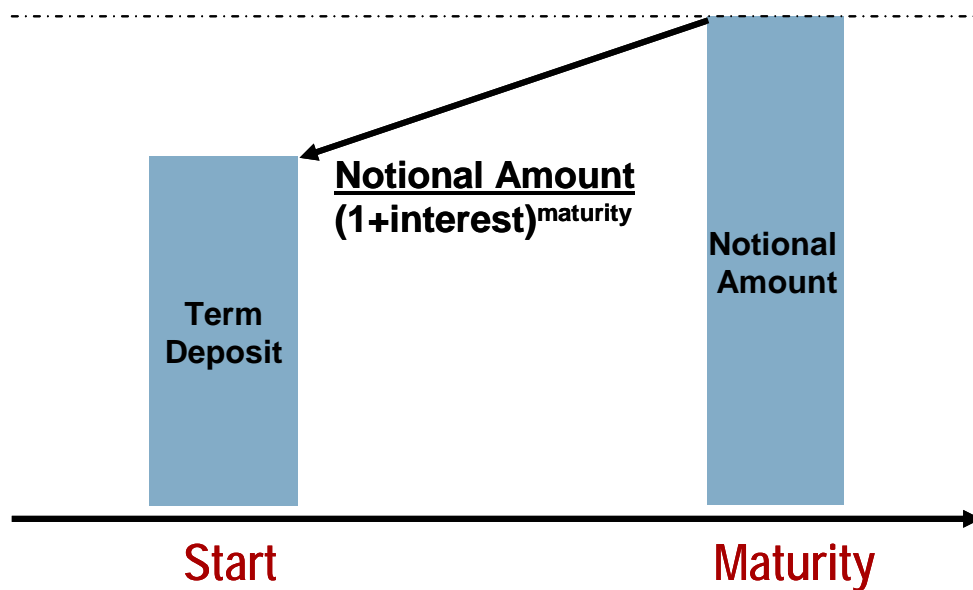 Notional Amount
(1+interest)^maturity
Notional
Amount
Term
Deposit
Start
Maturity